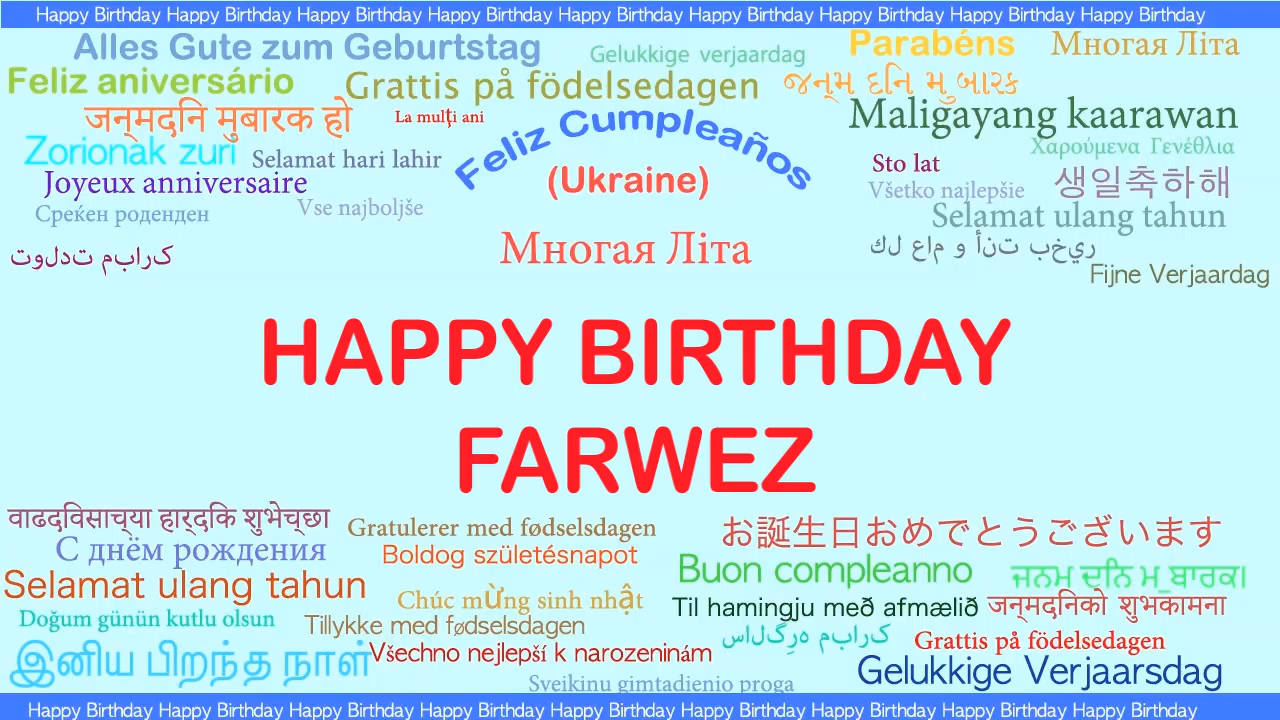 Happy Birthday Happy Birthday Happy Birthday Happy Birthday Happy Birthday Happy Birthday Happy Birthday Happy Birthday Happy Birthday
Alles Gute zum Geburtstag
Gelukkige verjaardag
Parabéns
Многая Літа
Feliz aniversário
Grattis på födelsedagen
જન્મ દિન મુબારક
जन्मदिन मुबारक हो
La mulţi ani
Feliz Cumpleaños
Maligayang kaarawan
Zorionak zuri
Selamat hari lahir
Χαρούμενα Γενέθλια
Joyeux anniversaire
(Ukraine)
Sto lat
Všetko najlepšie
생일축하해
Среќен роденден
Vse najboljše
Selamat ulang tahun
Многая Літа
تولدت مبارک
كل عام و أنت بخير
Fijne Verjaardag
HAPPY BIRTHDAY
FARWEZ
वाढदिवसाच्या हार्दिक शुभेच्छा
Gratulerer med fødselsdagen
お誕生日おめでとうございます
С днём рождения
Boldog születésnapot
Buon compleanno
ਜਨਮ ਦਿਨ ਮੁਬਾਰਕ।
Selamat ulang tahun
Chúc mừng sinh nhật
Til hamingju með afmælið
जन्मदिनको शुभकामना
Doğum günün kutlu olsun
Tillykke med fødselsdagen
سالگرہ مبارک
Grattis på födelsedagen
இனிய பிறந்த நாள்
Všechno nejlepší k narozeninám
Gelukkige Verjaarsdag
Sveikinu gimtadienio proga
Happy Birthday Happy Birthday Happy Birthday Happy Birthday Happy Birthday Happy Birthday Happy Birthday Happy Birthday Happy Birthday